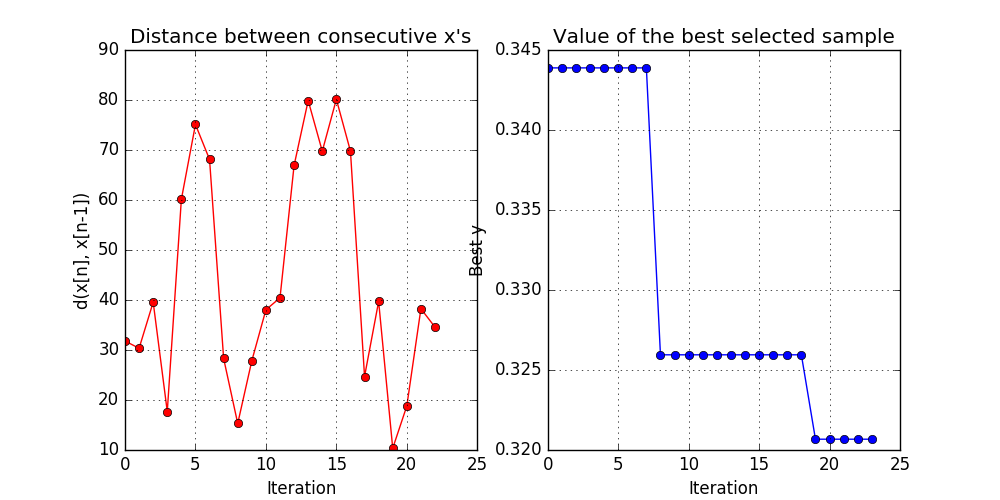 Distance between consecutive x's
90
80
70
60
50
40
30
20
10
d(x[n], x[n-1])
0 5 10 15 20 25
Iteration
Value of the best selected sample
0.345
0.340
0.335
0.330
0.325
0.320
Best y
0 5 10 15 20 25
Iteration